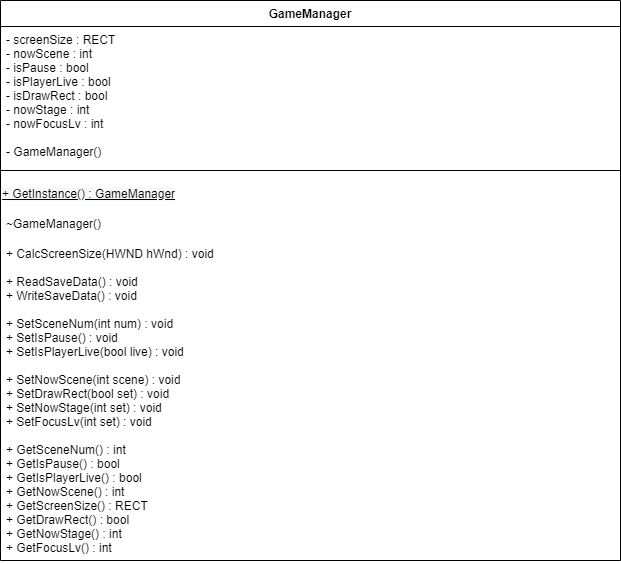 GameManager
- screenSize : RECT
- nowScene : int
- isPause : bool
- isPlayerLive : bool
- isDrawRect : bool
- nowStage : int
- nowFocusLv : int
- GameManager()
+ GetInstance() : GameManager
~GameManager()
+ CalcScreenSize(HWND hWnd) : void
+ ReadSaveData() : void
+ WriteSaveData() : void
+ SetSceneNum(int num) : void
+ SetIsPause() : void
+ SetIsPlayerLive(bool live) : void
+ SetNowScene(int scene) : void
+ SetDrawRect(bool set) : void
+ SetNowStage(int set) : void
+ SetFocusLv(int set) : void
+ GetSceneNum() : int
+ GetIsPause() : bool
+ GetIsPlayerLive() : bool
+ GetNowScene() : int
+ GetScreenSize() : RECT
+ GetDrawRect() : bool
+ GetNowStage() : int
+ GetFocusLv() : int